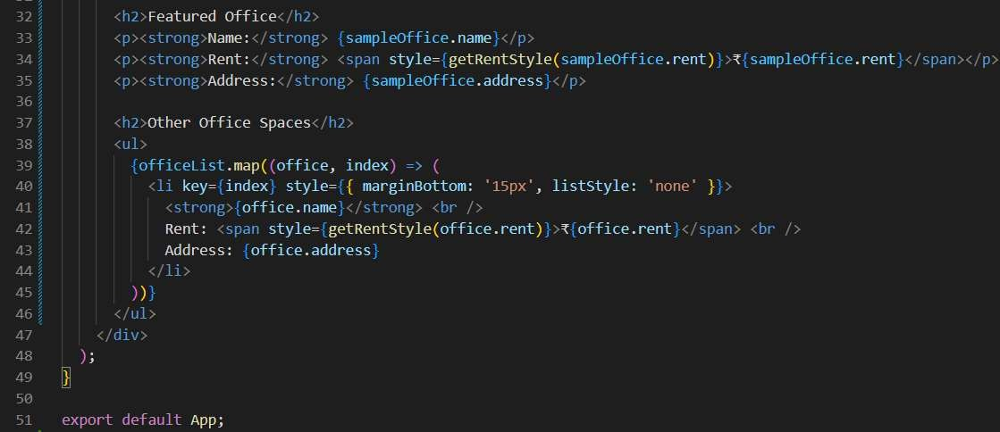 32 <h2>Featured Office</h2>
33 <p><strong>Name:</strong> {sampleOffice.name}</p>
34 <p><strong>Rent:</strong> <span style={getRentStyle(sampleOffice.rent)}>₹{sampleOffice.rent}</span></p>
35 <p><strong>Address:</strong> {sampleOffice.address}</p>
36
37 <h2>Other Office Spaces</h2>
38 <ul>
39 {officeList.map((office, index) => (
40 <li key={index} style={{ marginBottom: '15px', listStyle: 'none' }}>
41 <strong>{office.name}</strong> <br />
42 Rent: <span style={getRentStyle(office.rent)}>₹{office.rent}</span> <br />
43 Address: {office.address}
44 </li>
45 ))}
46 </ul>
47 </div>
48 );
49 }
50
51 export default App;